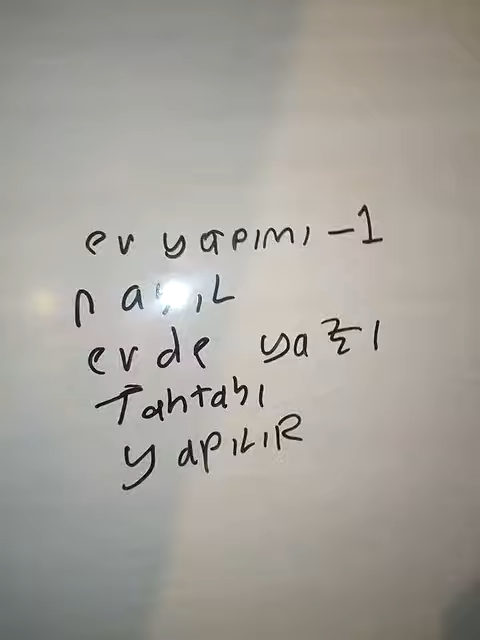 ev yapımı -1
nasıL
evde yazı
Tahtası
yapıLıR